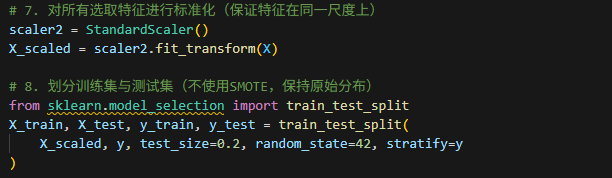 # 7. 对所有选取特征进行标准化（保证特征在同一尺度上）
scaler2 = StandardScaler()
X_scaled = scaler2.fit_transform(X)
# 8. 划分训练集与测试集（不使用SMOTE，保持原始分布）
from sklearn.model_selection import train_test_split
X_train, X_test, y_train, y_test = train_test_split(
    X_scaled, y, test_size=0.2, random_state=42, stratify=y
)